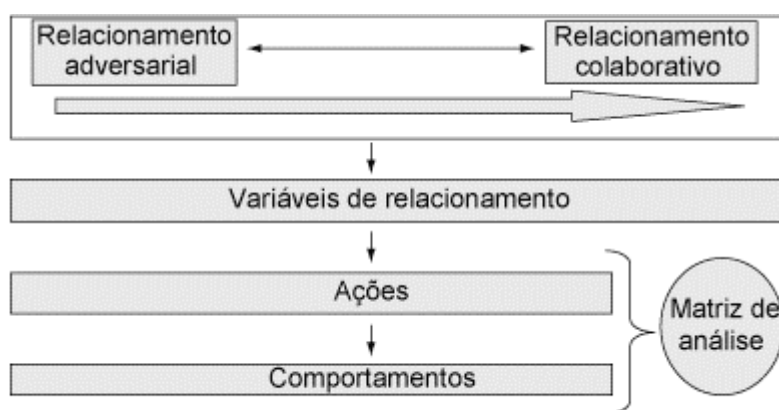 Relacionamento
adversarial
Relacionamento
colaborativo
Variáveis de relacionamento
Ações
Comportamentos
Matriz de
análise